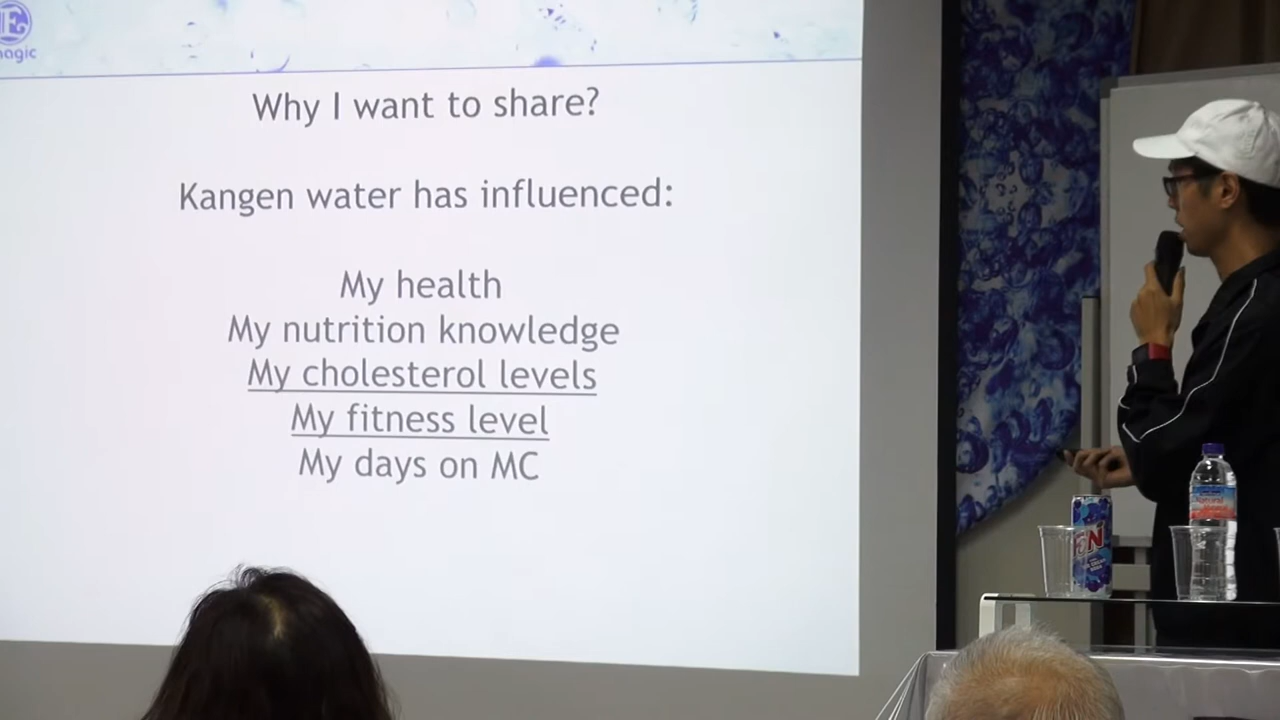 E
magic
Why I want to share?
Kangen water has influenced:
My health
My nutrition knowledge
My cholesterol levels
My fitness level
My days on MC
F&N